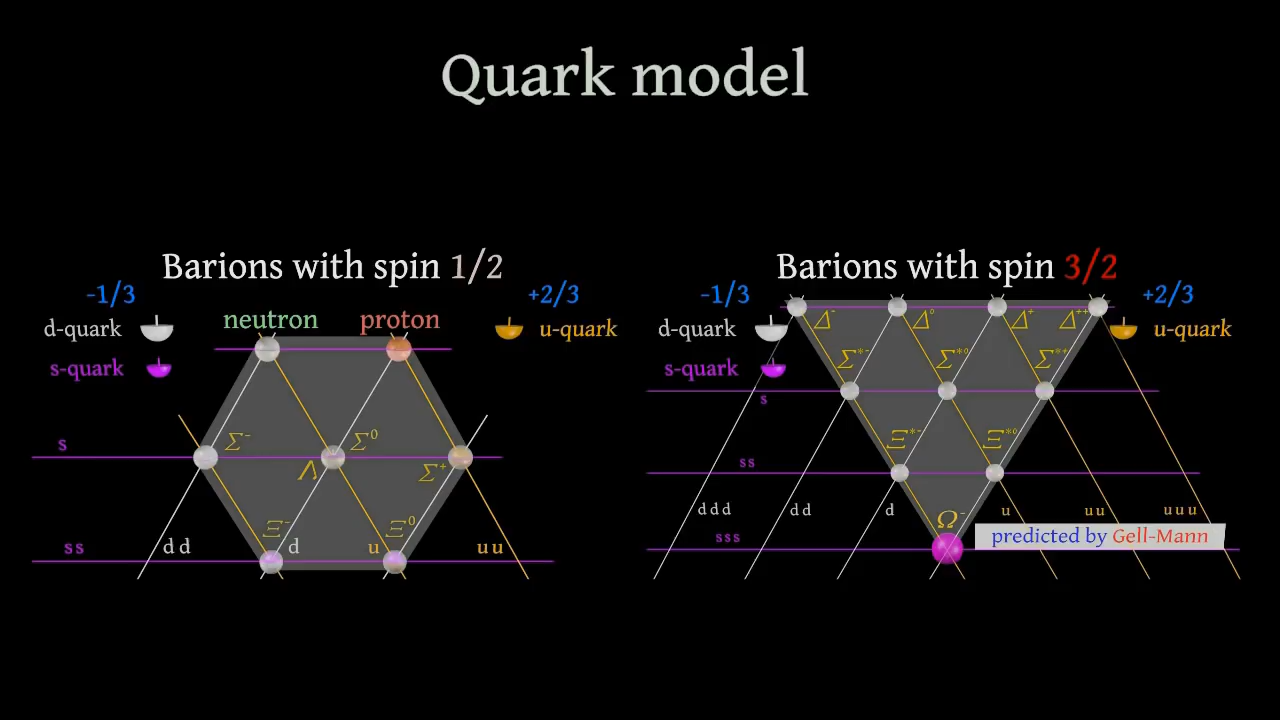 Quark model
Barions with spin 1/2
-1/3
+2/3
d-quark
neutron
proton
u-quark
s-quark
s
Σ⁻
Σ⁰
Λ
Σ⁺
Ξ⁻
Ξ⁰
ss
dd
d
u
uu
Barions with spin 3/2
-1/3
+2/3
d-quark
Δ⁻
Δ⁰
Δ⁺
Δ⁺⁺
u-quark
s-quark
Σ*⁻
Σ*⁰
Σ*⁺
s
Ξ*⁻
Ξ*⁰
ss
ddd
dd
d
Ω⁻
u
uu
uuu
sss
predicted by Gell-Mann